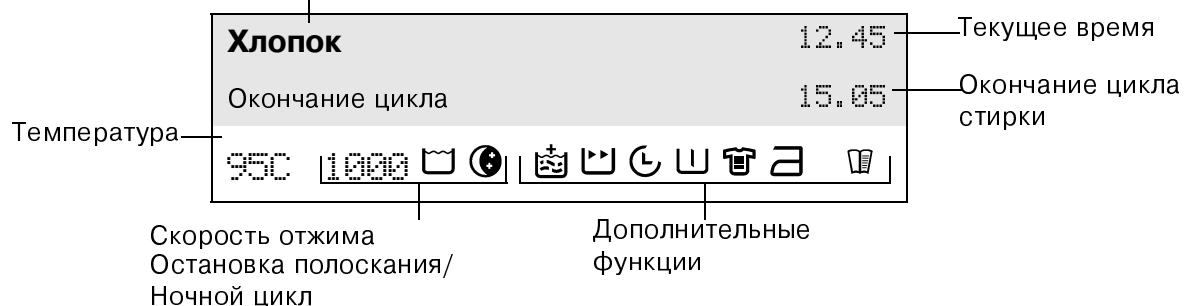 Хлопок 12.45 Текущее время
Окончание цикла 15.05 Окончание цикла
стирки
Температура
95C 1000
Скорость отжима
Остановка полоскания/
Ночной цикл
Дополнительные
функции